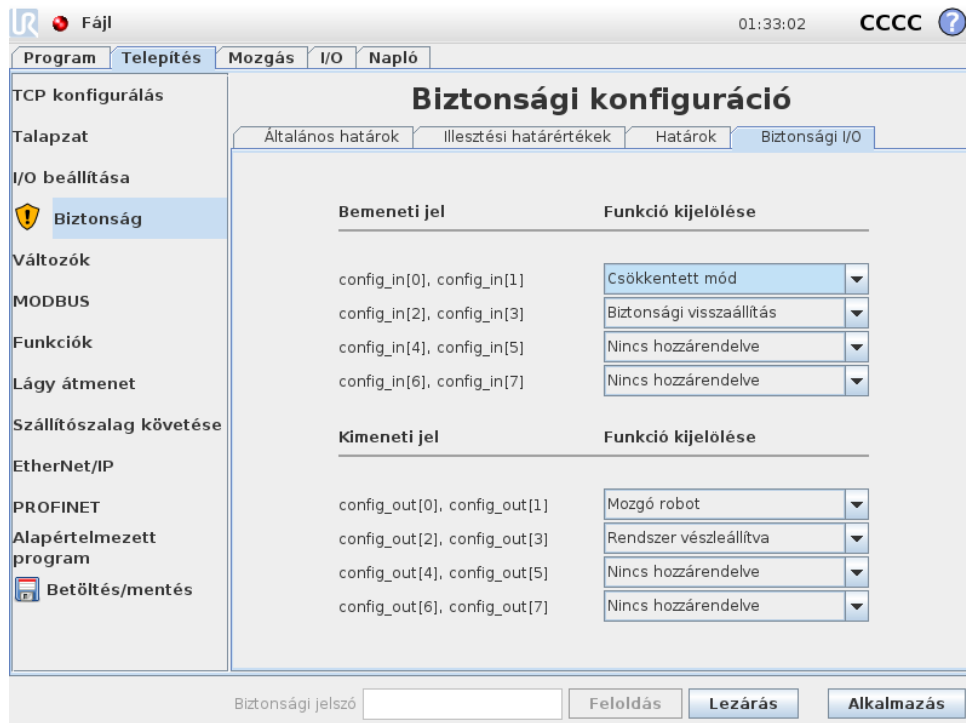 UR Fájl 01:33:02 CCCC ?
Program Telepítés Mozgás I/O Napló
TCP konfigurálás
Talapzat
I/O beállítása
Biztonság
Változók
MODBUS
Funkciók
Lágy átmenet
Szállítószalag követése
EtherNet/IP
PROFINET
Alapértelmezett
program
Betöltés/mentés
Biztonsági konfiguráció
Általános határok Illesztési határértékek Határok Biztonsági I/O
Bemeneti jel Funkció kijelölése
config_in[0], config_in[1] Csökkentett mód
config_in[2], config_in[3] Biztonsági visszaállítás
config_in[4], config_in[5] Nincs hozzárendelve
config_in[6], config_in[7] Nincs hozzárendelve
Kimeneti jel Funkció kijelölése
config_out[0], config_out[1] Mozgó robot
config_out[2], config_out[3] Rendszer vészleállítva
config_out[4], config_out[5] Nincs hozzárendelve
config_out[6], config_out[7] Nincs hozzárendelve
Biztonsági jelszó Feloldás Lezárás Alkalmazás